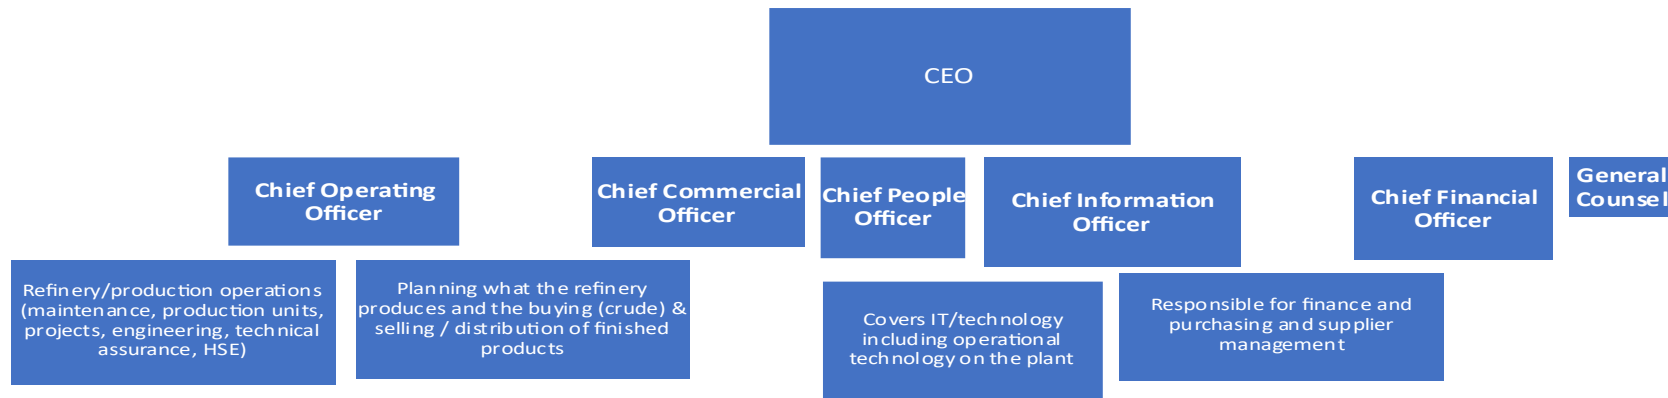 CEO
Chief Operating
Officer
Chief Commercial
Officer
Chief People
Officer
Chief Information
Officer
Chief Financial
Officer
General
Counsel
Refinery/production operations
(maintenance, production units,
projects, engineering, technical
assurance, HSE)
Planning what the refinery
produces and the buying (crude) &
selling / distribution of finished
products
Covers IT/technology
including operational
technology on the plant
Responsible for finance and
purchasing and supplier
management